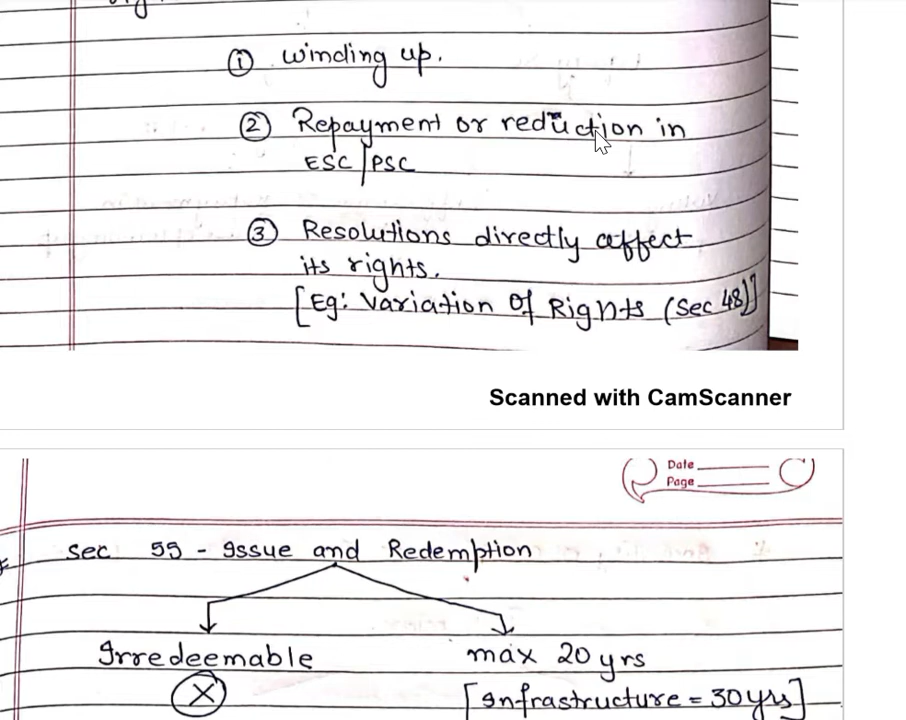 ① winding up.
② Repayment or reduction in
ESC | PSC
③ Resolutions directly affect
its rights.
[Eg: Variation of Rights (Sec 48)]
Scanned with CamScanner
Date
Page
Sec 55 - Issue and Redemption
Irredeemable
max 20 yrs
X
[Infrastructure = 30 yrs]